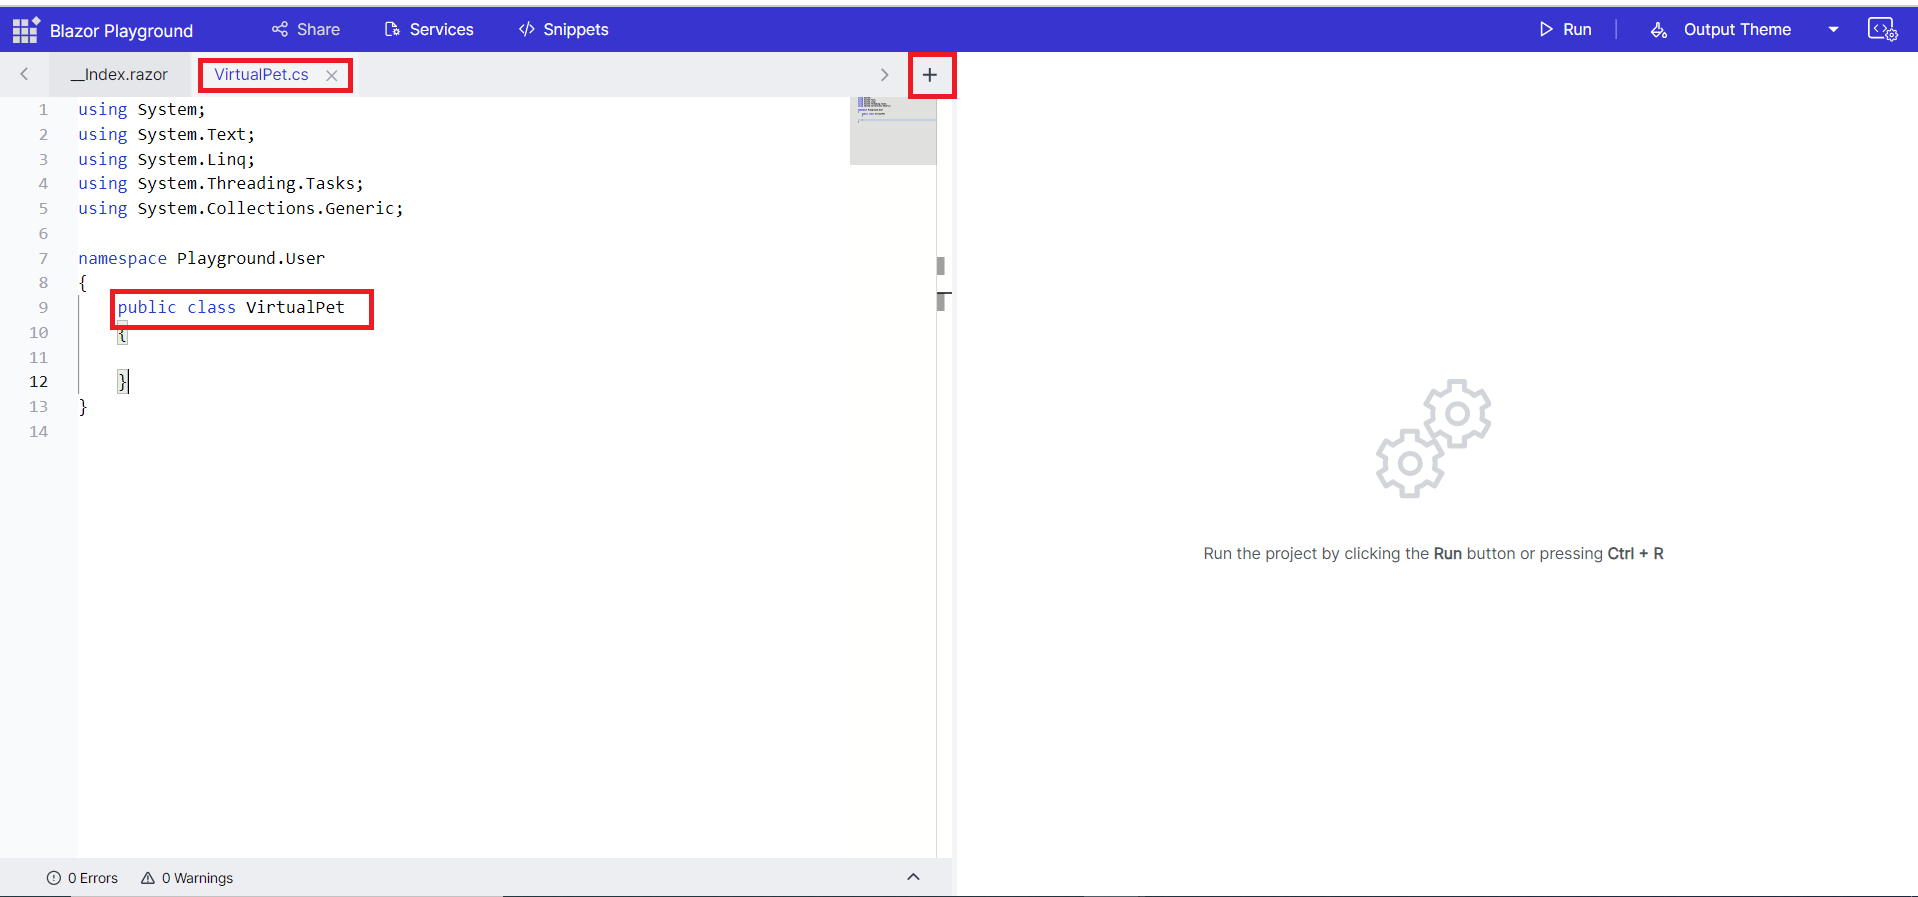 Blazor Playground Share Services </> Snippets Run Output Theme
__Index.razor VirtualPet.cs
1 using System;
2 using System.Text;
3 using System.Linq;
4 using System.Threading.Tasks;
5 using System.Collections.Generic;
6
7 namespace Playground.User
8 {
9 public class VirtualPet
10 {
11
12 }
13 }
14
Run the project by clicking the Run button or pressing Ctrl + R
0 Errors 0 Warnings